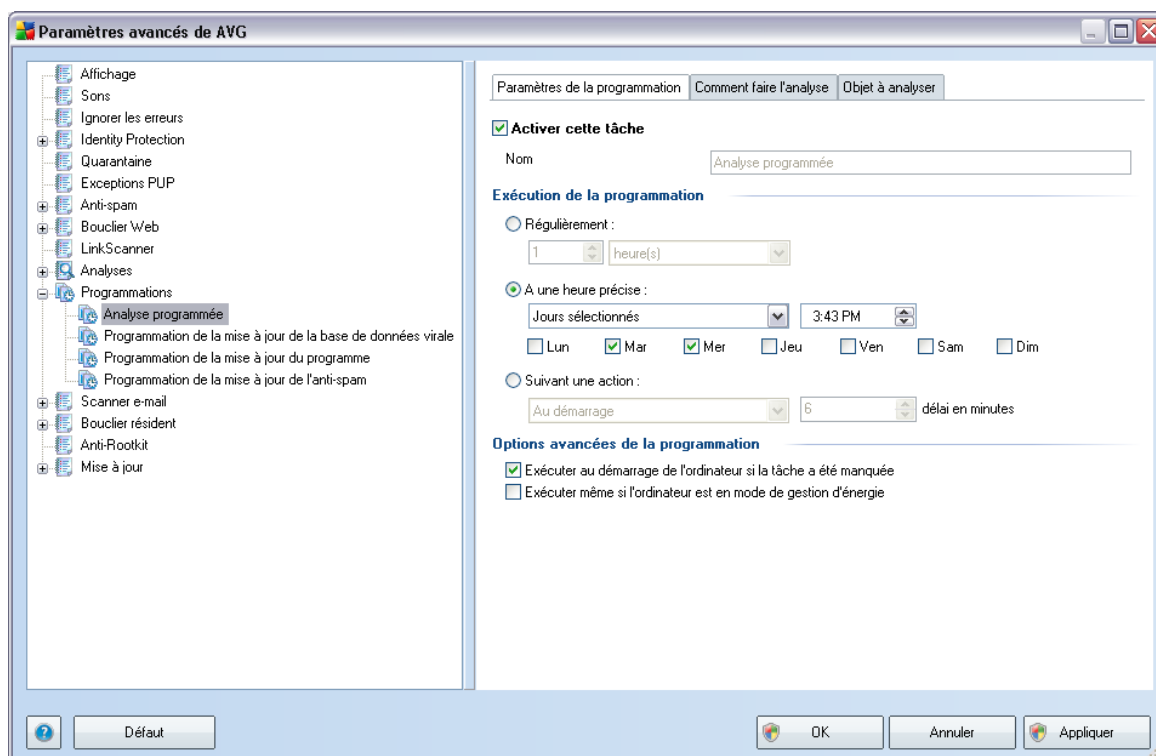 Paramètres avancés de AVG
Affichage
Sons
Ignorer les erreurs
Identity Protection
Quarantaine
Exceptions PUP
Anti-spam
Bouclier Web
LinkScanner
Analyses
Programmations
Analyse programmée
Programmation de la mise à jour de la base de données virale
Programmation de la mise à jour du programme
Programmation de la mise à jour de l'anti-spam
Scanner e-mail
Bouclier résident
Anti-Rootkit
Mise à jour
Paramètres de la programmation Comment faire l'analyse Objet à analyser
Activer cette tâche
Nom Analyse programmée
Exécution de la programmation
Régulièrement :
1 heure(s)
A une heure précise :
Jours sélectionnés 3:43 PM
Lun Mar Mer Jeu Ven Sam Dim
Suivant une action :
Au démarrage 6 délai en minutes
Options avancées de la programmation
Exécuter au démarrage de l'ordinateur si la tâche a été manquée
Exécuter même si l'ordinateur est en mode de gestion d'énergie
Défaut OK Annuler Appliquer